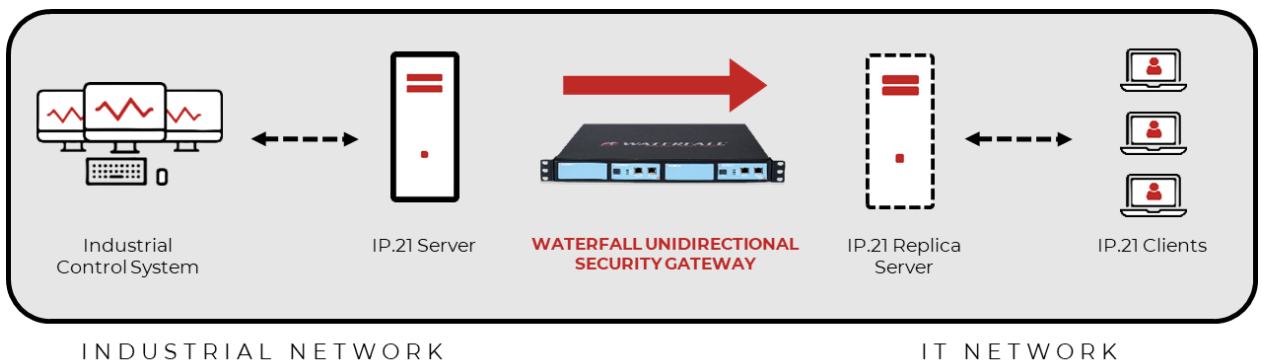 WATERFALL
Industrial
Control System
IP.21 Server
WATERFALL UNIDIRECTIONAL
SECURITY GATEWAY
IP.21 Replica
Server
IP.21 Clients
INDUSTRIAL NETWORK
IT NETWORK